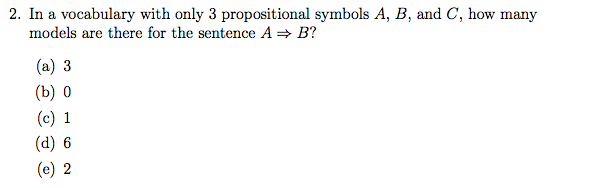 2. In a vocabulary with only 3 propositional symbols A, B, and C, how many
models are there for the sentence A ⇒ B?
(a) 3
(b) 0
(c) 1
(d) 6
(e) 2